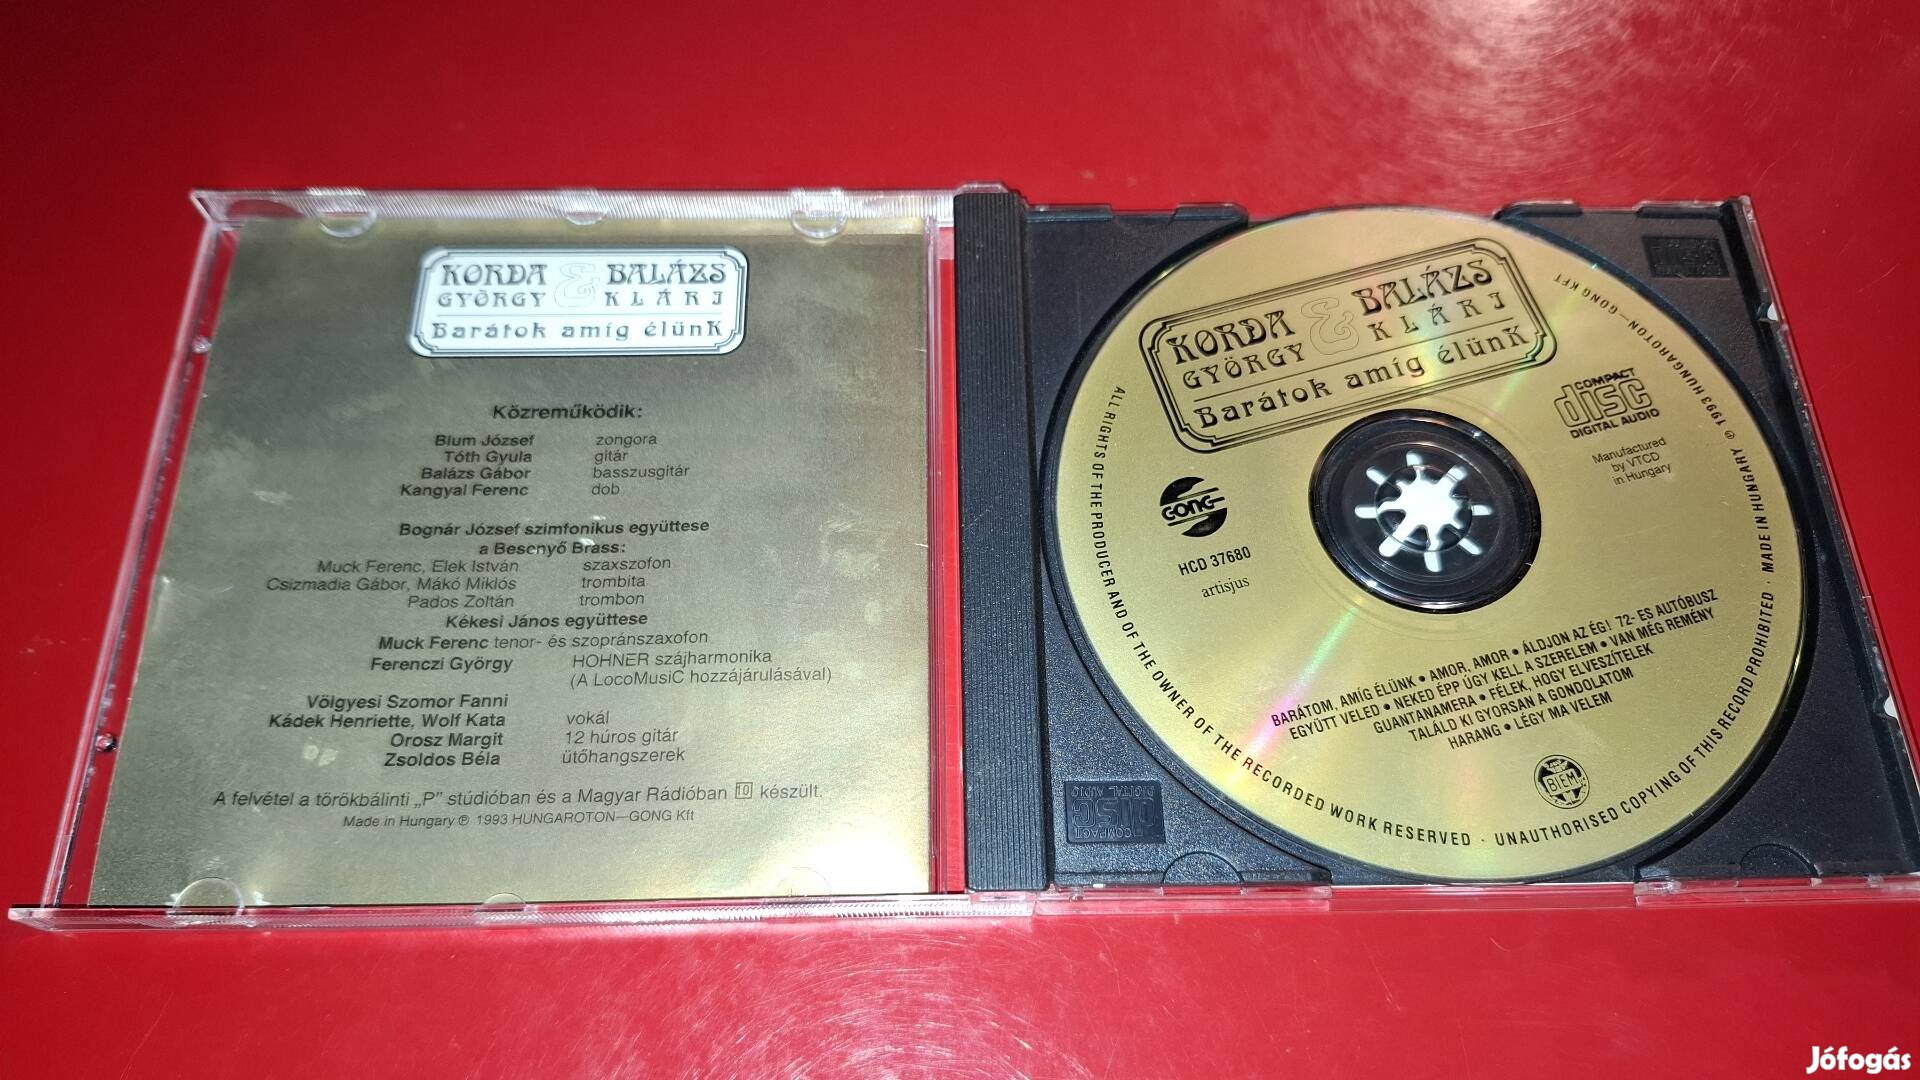 KORDA & BALÁZS
GYÖRGY KLÁRI
Barátok amíg élünk
Közreműködik:
Blum József zongora
Tóth Gyula gitár
Balázs Gábor basszusgitár
Kangyal Ferenc dob
Bognár József szimfonikus együttese
a Besenyő Brass:
Muck Ferenc, Elek István szaxszofon
Csizmadia Gábor, Mákó Miklós trombita
Pados Zoltán trombon
Kékesi János együttese
Muck Ferenc tenor- és szopránszaxofon
Ferenczi György HOHNER szájharmonika
(A LocoMusiC hozzájárulásával)
Völgyesi Szomor Fanni
Kádek Henriette, Wolf Kata vokál
Orosz Margit 12 húros gitár
Zsoldos Béla ütőhangszerek
A felvétel a törökbálinti „P” stúdióban és a Magyar Rádióban 10 készült.
Made in Hungary ℗ 1993 HUNGAROTON—GONG Kft
KORDA & BALÁZS
GYÖRGY KLÁRI
Barátok amíg élünk
COMPACT
disc
DIGITAL AUDIO
Manufactured
by VTCD
in Hungary
GONG
HCD 37680
artisjus
BARÁTOM, AMÍG ÉLÜNK • AMOR, AMOR • ÁLDJON AZ ÉG! 72- ES AUTÓBUSZ
EGYÜTT VELED • NEKED ÉPP ÚGY KELL A SZERELEM • VAN MÉG REMÉNY
GUANTANAMERA • FÉLEK, HOGY ELVESZÍTELEK
TALÁLD KI GYORSAN A GONDOLATOM
HARANG • LÉGY MA VELEM
BIEM
ALL RIGHTS OF THE PRODUCER AND OF THE OWNER OF THE RECORDED WORK RESERVED · UNAUTHORISED COPYING OF THIS RECORD PROHIBITED · MADE IN HUNGARY ℗ 1993 HUNGAROTON—GONG KFT
COMPACT
disc
DIGITAL AUDIO
Jófogás